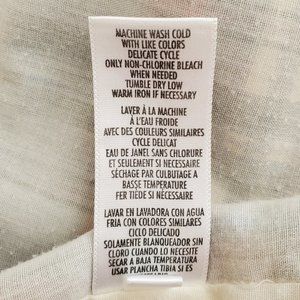 MACHINE WASH COLD
WITH LIKE COLORS
DELICATE CYCLE
ONLY NON-CHLORINE BLEACH
WHEN NEEDED
TUMBLE DRY LOW
WARM IRON IF NECESSARY
LAVER À LA MACHINE
À L'EAU FROIDE
AVEC DES COULEURS SIMILAIRES
CYCLE DELICAT
EAU DE JANEL SANS CHLORURE
ET SEULEMENT SI NÉCESSAIRE
SÉCHAGE PAR CULBUTAGE A
BASSE TEMPERATURE
FER TIÈDE SI NÉCESSAIRE
LAVAR EN LAVADORA CON AGUA
FRIA CON COLORES SIMILARES
CICLO DELICADO
SOLAMENTE BLANQUEADOR SIN
CLORO CUANDO LO NECESITE
SECAR A BAJA TEMPERATURA
USAR PLANCHA TIBIA SI ES